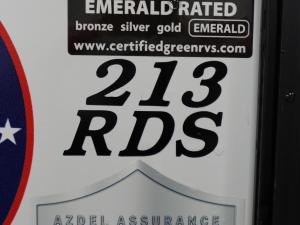 EMERALD RATED
bronze silver gold EMERALD
www.certifiedgreenrvs.com
213
RDS
AZDEL ASSURANCE